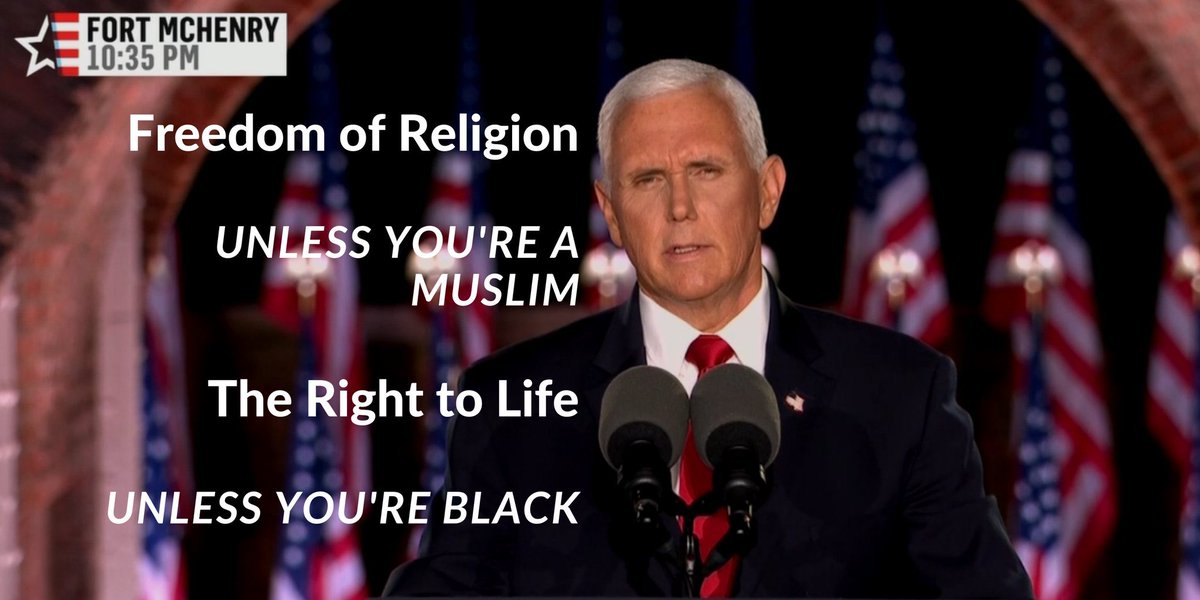 FORT MCHENRY
10:35 PM
Freedom of Religion
UNLESS YOU'RE A
MUSLIM
The Right to Life
UNLESS YOU'RE BLACK